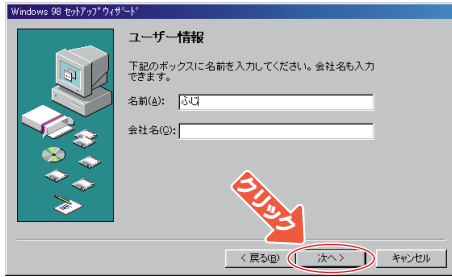 Windows 98 ｾｯﾄｱｯﾌﾟ ｳｨｻﾞｰﾄﾞ
ユーザー情報
下記のボックスに名前を入力してください。会社名も入力
できます。
名前(A): ふじ
会社名(O):
クリック
< 戻る(B) 次へ > キャンセル